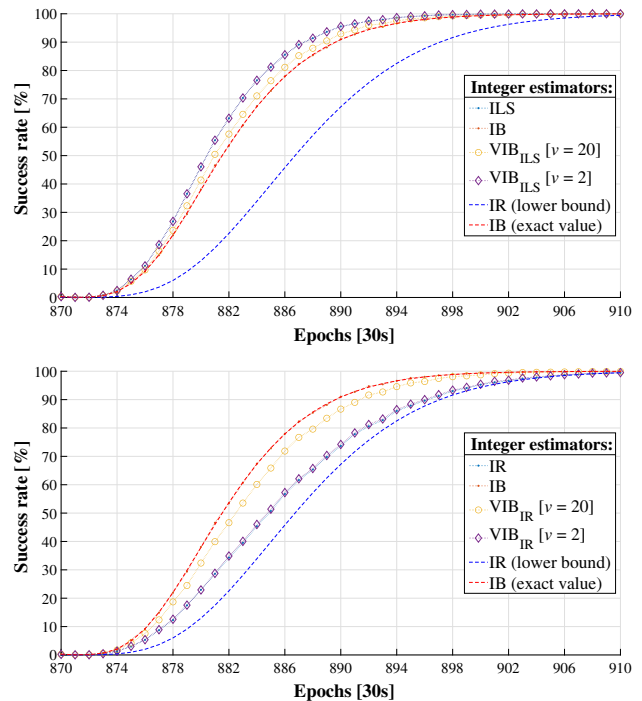 100
90
80
70
60
50
40
30
20
10
0
Success rate [%]
Integer estimators:
ILS
IB
VIB_ILS [v = 20]
VIB_ILS [v = 2]
IR (lower bound)
IB (exact value)
870 874 878 882 886 890 894 898 902 906 910
Epochs [30s]
100
90
80
70
60
50
40
30
20
10
0
Success rate [%]
Integer estimators:
IR
IB
VIB_IR [v = 20]
VIB_IR [v = 2]
IR (lower bound)
IB (exact value)
870 874 878 882 886 890 894 898 902 906 910
Epochs [30s]